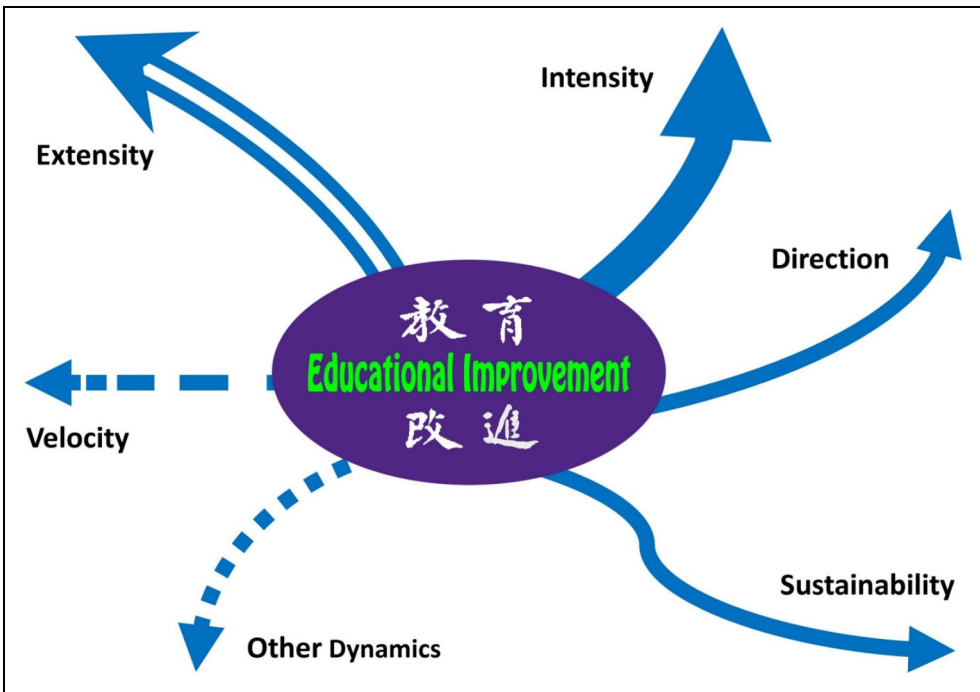 Intensity
Extensity
Direction
教育
Educational Improvement
改進
Velocity
Sustainability
Other Dynamics